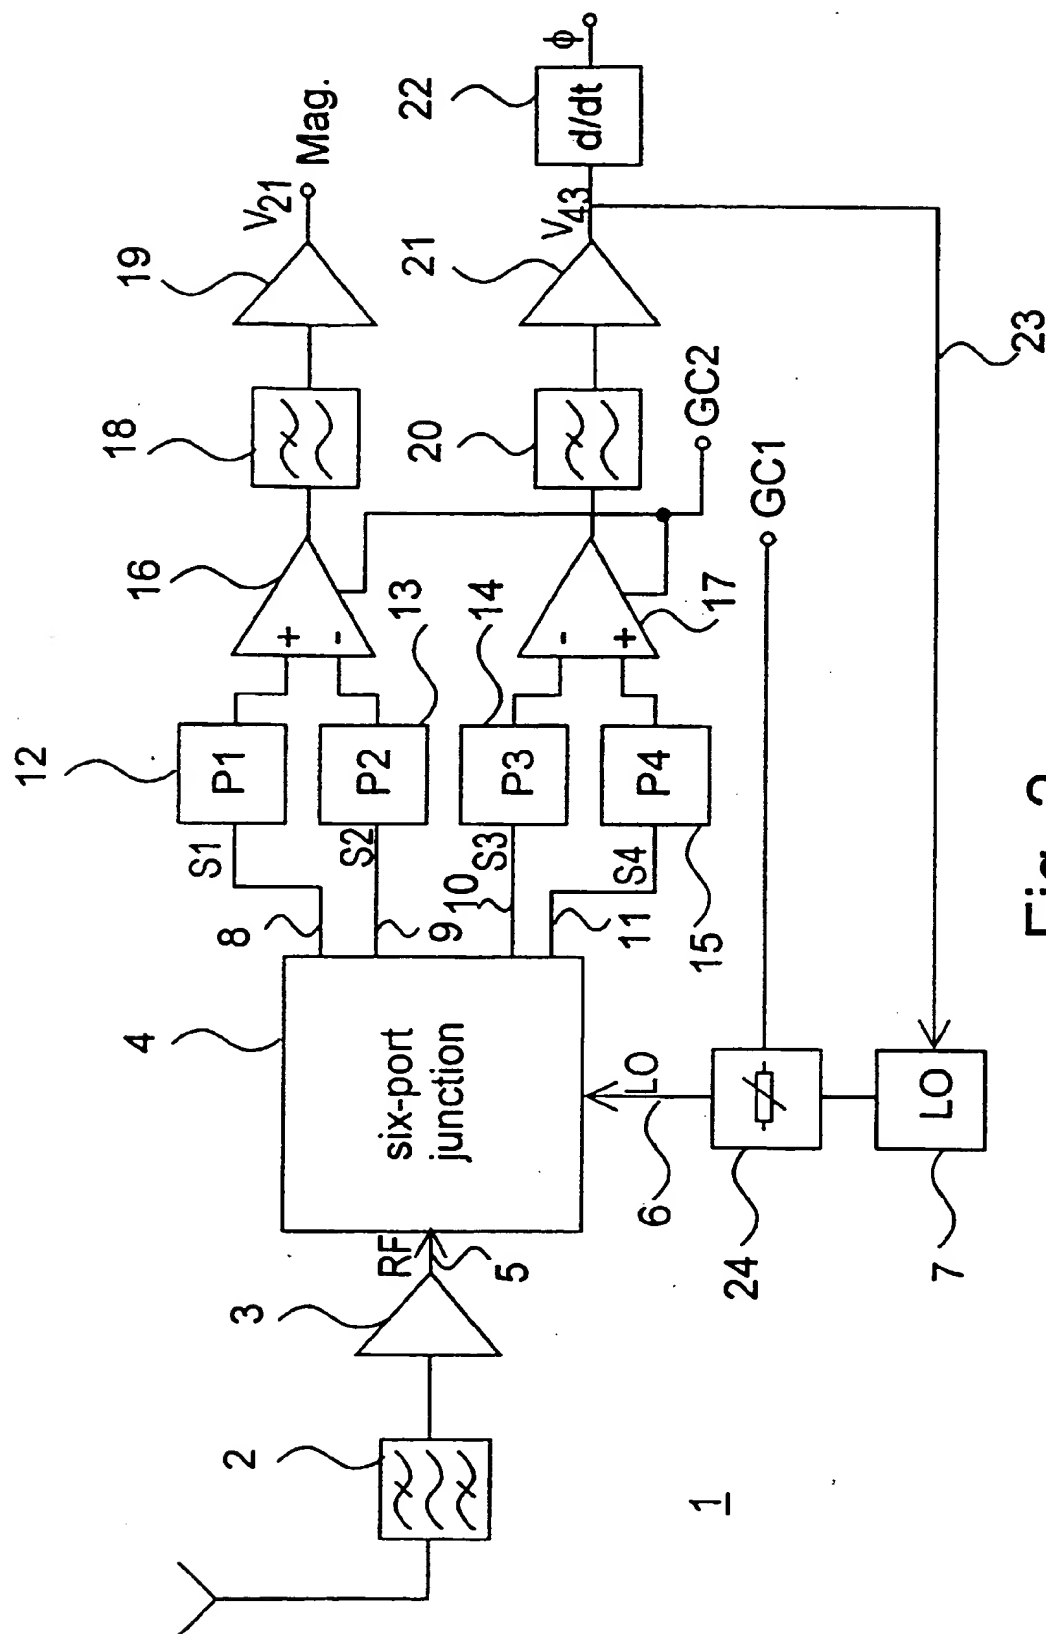 12
16
18
19
V21
Mag.
P1
S1
+
-
8
P2
S2
13
9
4
six-port
junction
10
S3
P3
14
-
+
20
21
V43
22
d/dt
ϕ
11
S4
P4
15
17
GC2
GC1
2
3
RF
5
6
LO
24
7
LO
23
1
Fig.